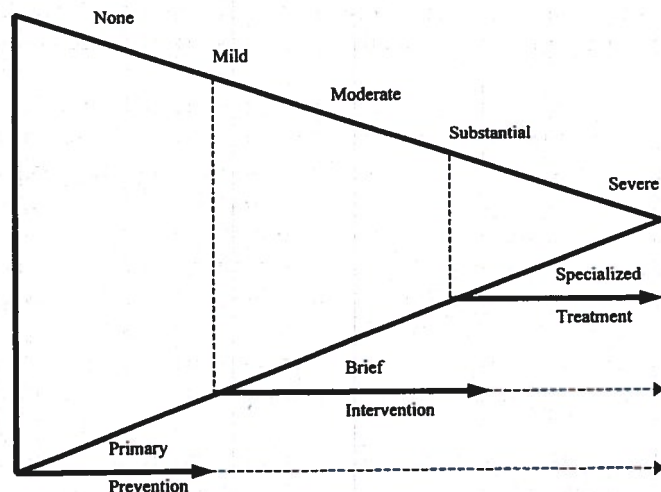 None
Mild
Moderate
Substantial
Severe
Specialized
Treatment
Brief
Intervention
Primary
Prevention